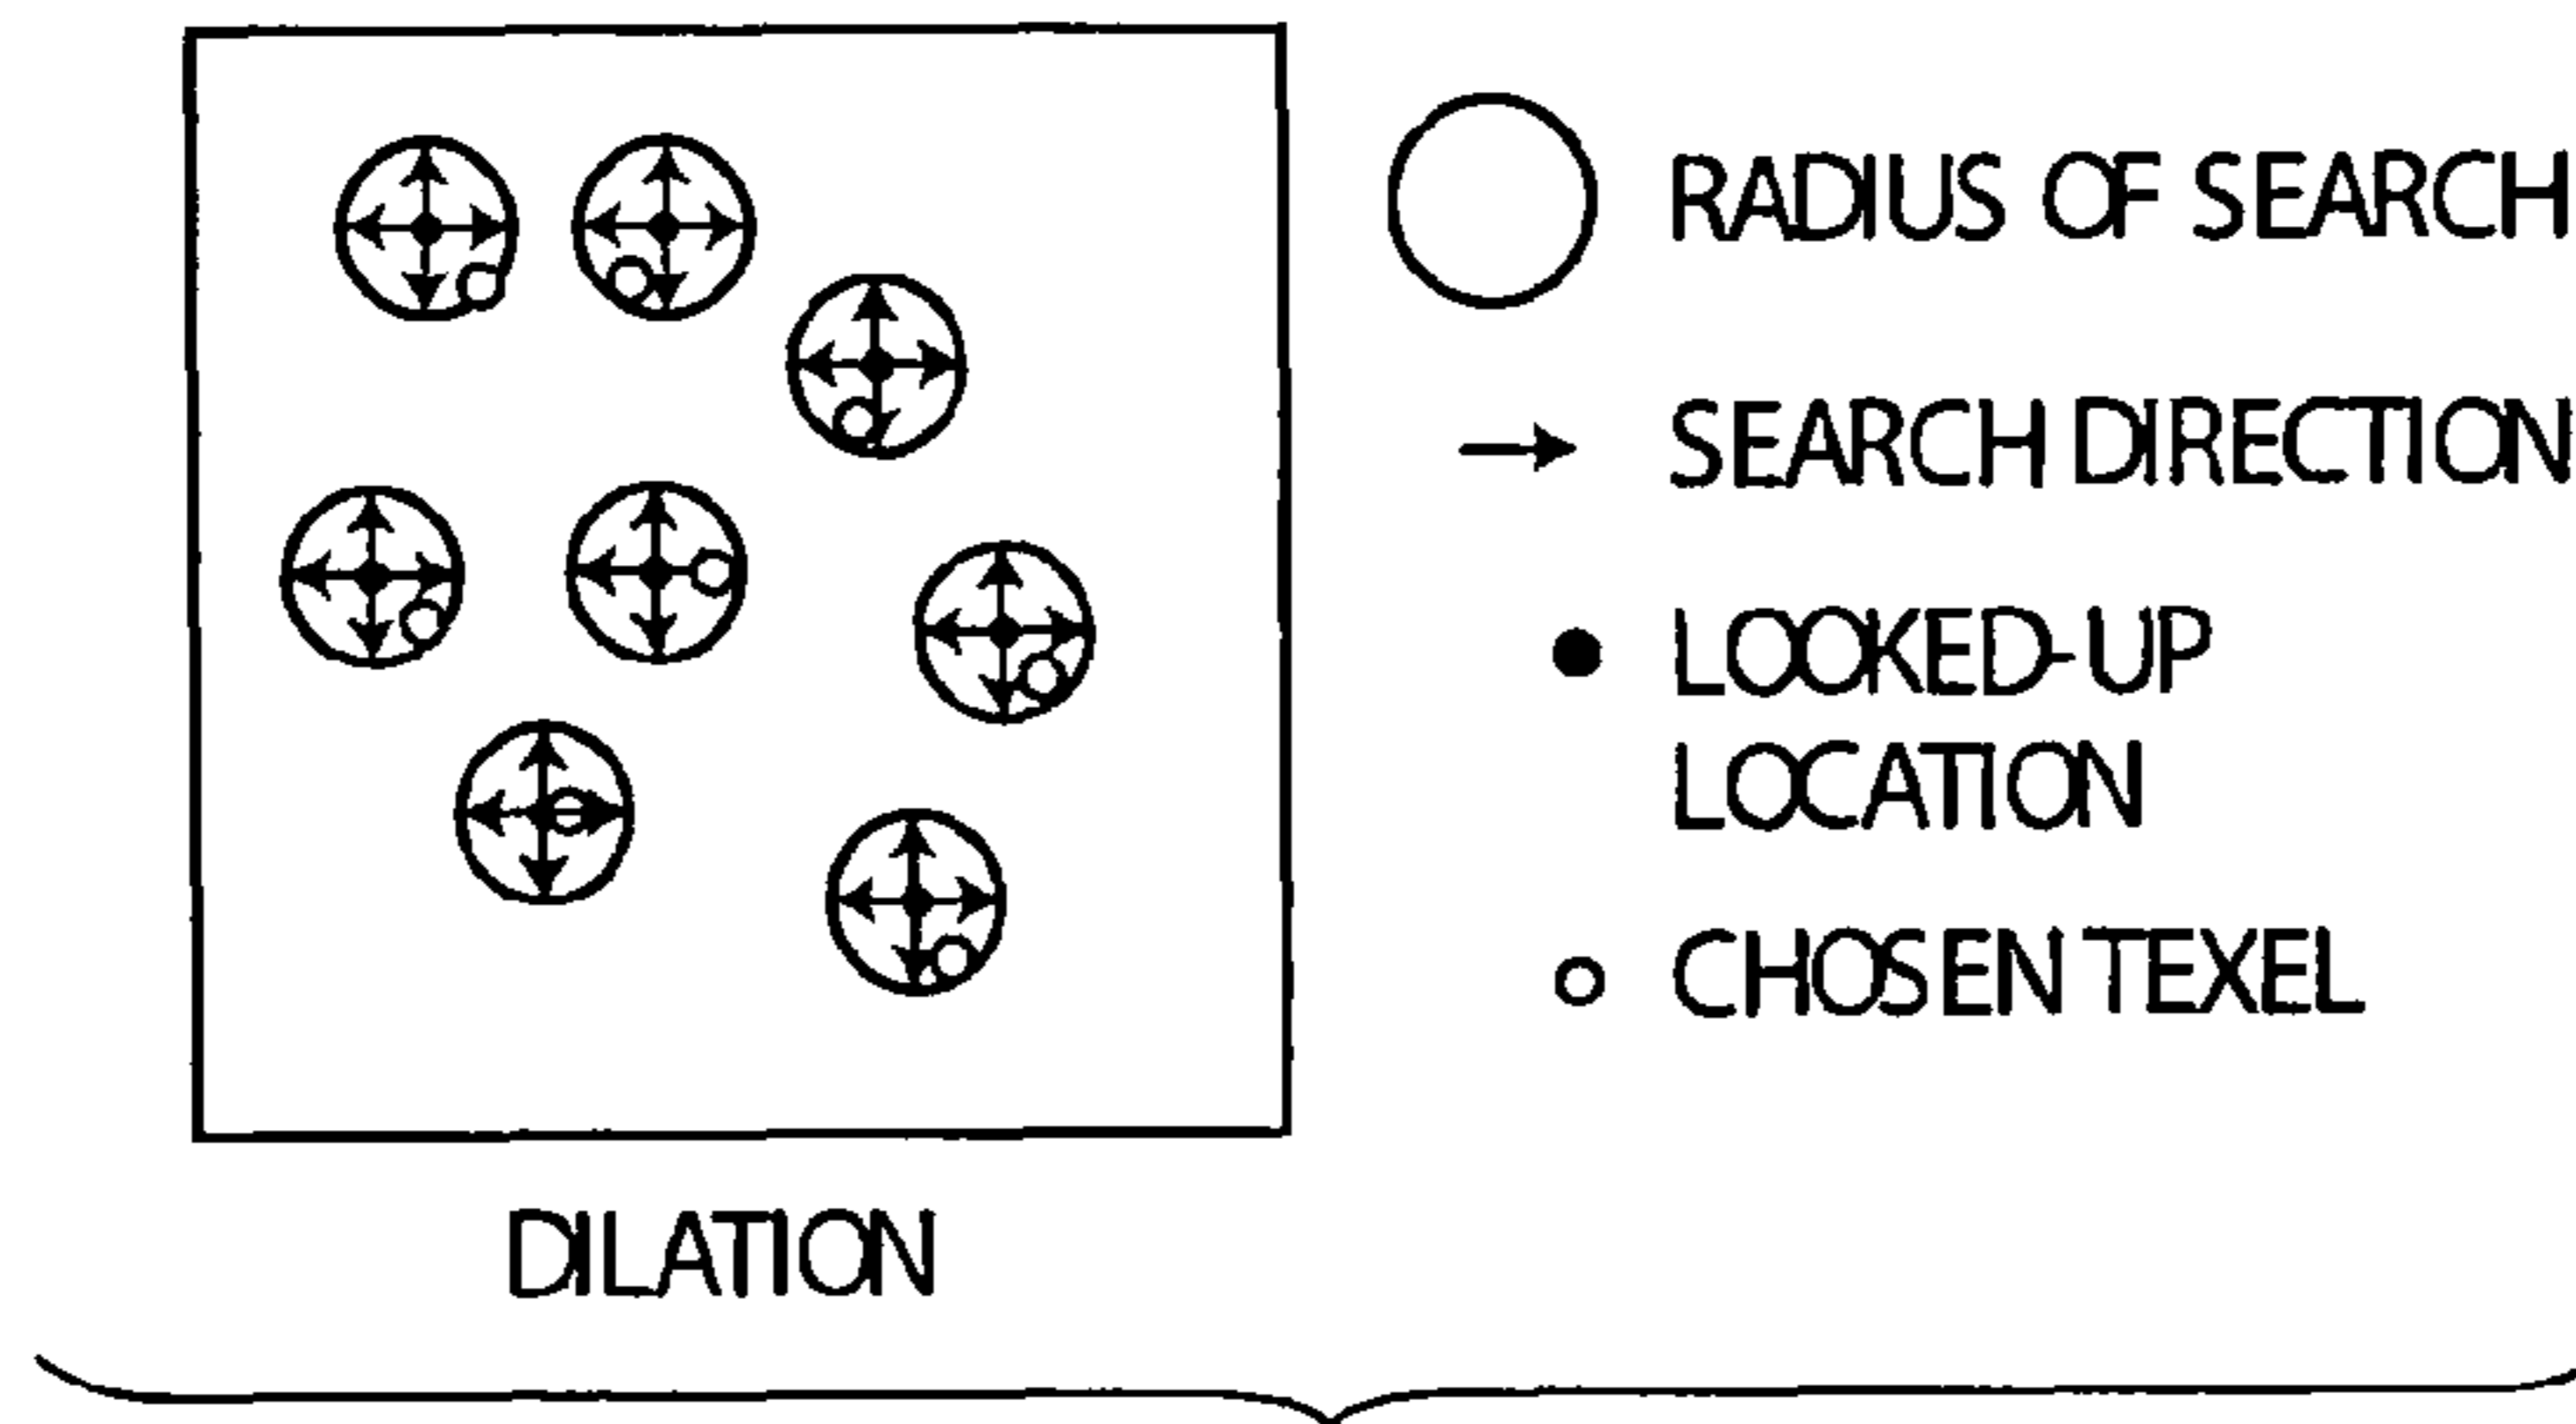 RADIUS OF SEARCH
SEARCH DIRECTION
LOOKED-UP
LOCATION
CHOSEN TEXEL
DILATION